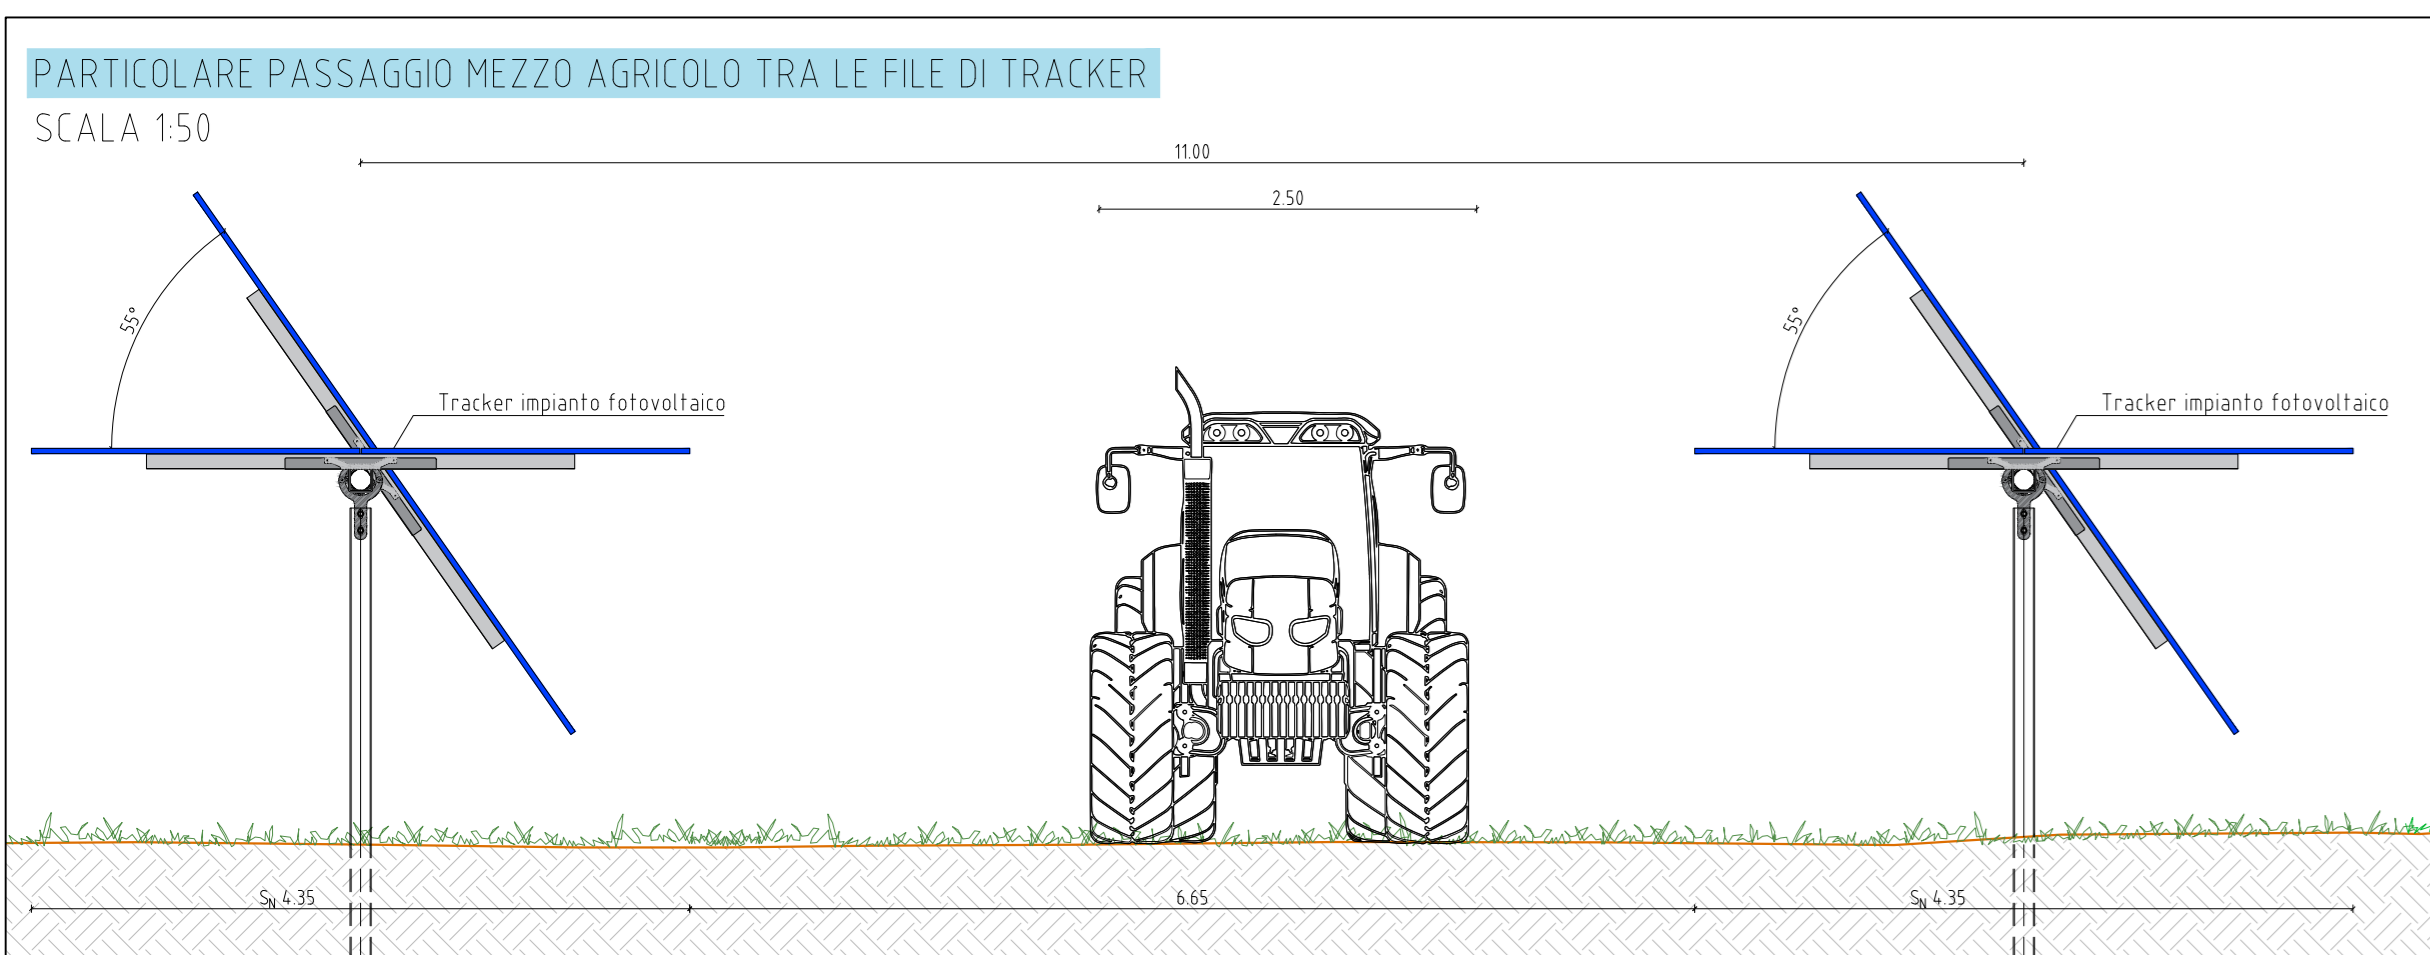 PARTICOLARE PASSAGGIO MEZZO AGRICOLO TRA LE FILE DI TRACKER
SCALA 1:50
11.00
2.50
55°
55°
Tracker impianto fotovoltaico
Tracker impianto fotovoltaico
SN 4.35
6.65
SN 4.35